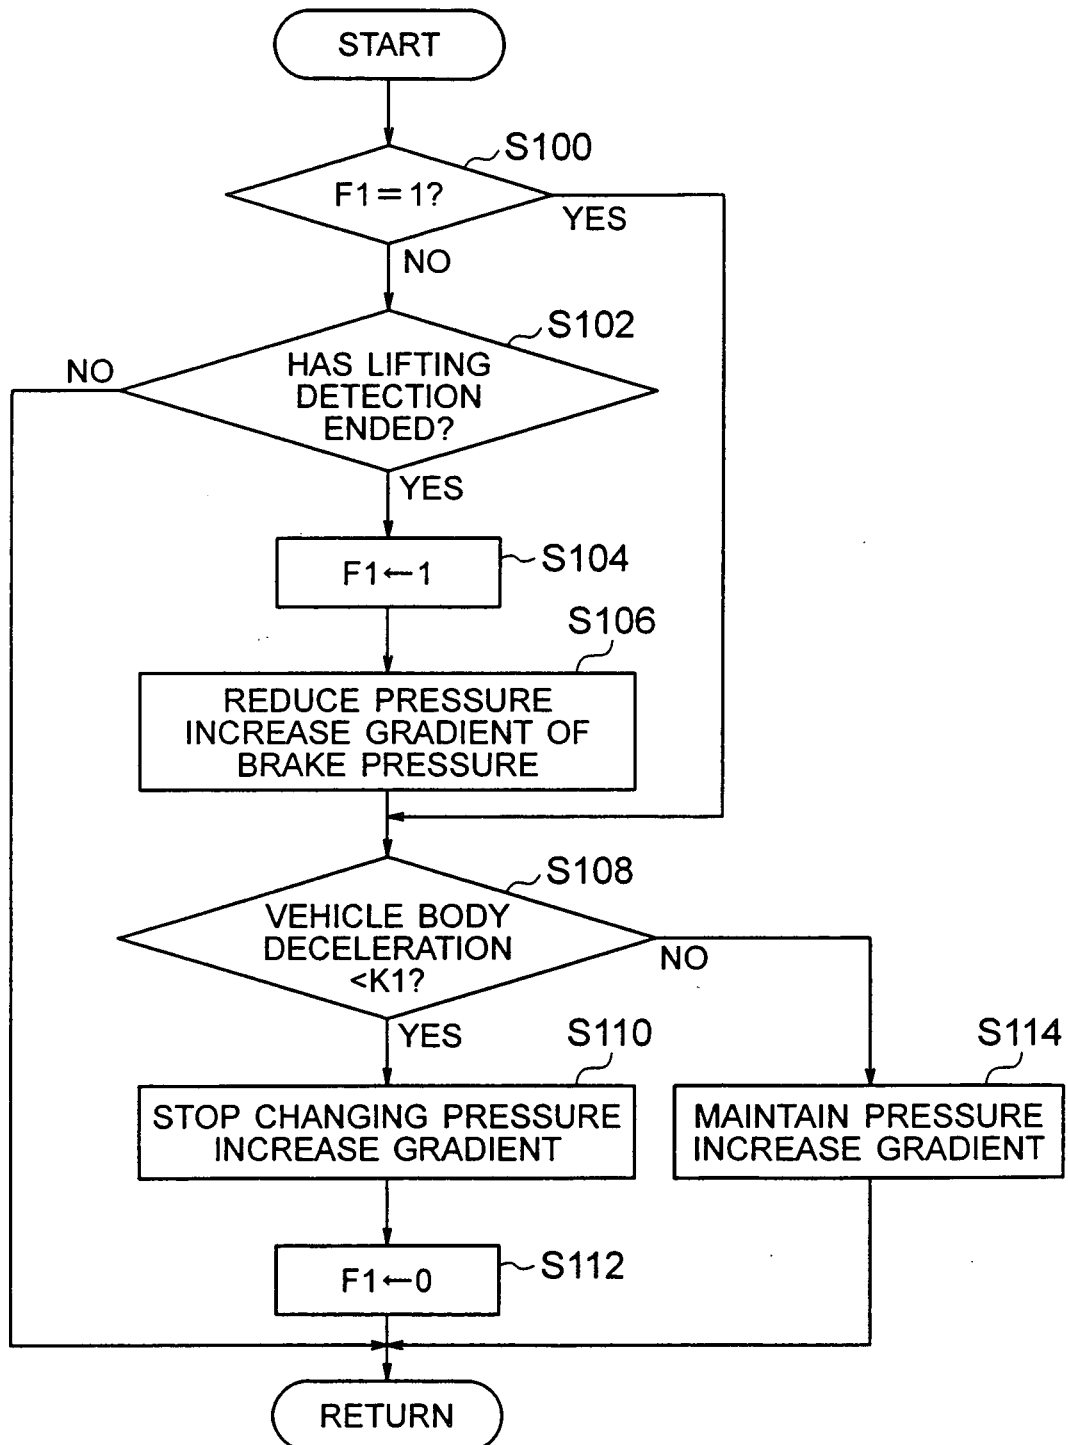 START
S100
F1=1?
YES
NO
S102
NO
HAS LIFTING
DETECTION
ENDED?
YES
F1←1
S104
S106
REDUCE PRESSURE
INCREASE GRADIENT OF
BRAKE PRESSURE
S108
VEHICLE BODY
DECELERATION
<K1?
NO
YES
S110
S114
STOP CHANGING PRESSURE
INCREASE GRADIENT
MAINTAIN PRESSURE
INCREASE GRADIENT
F1←0
S112
RETURN